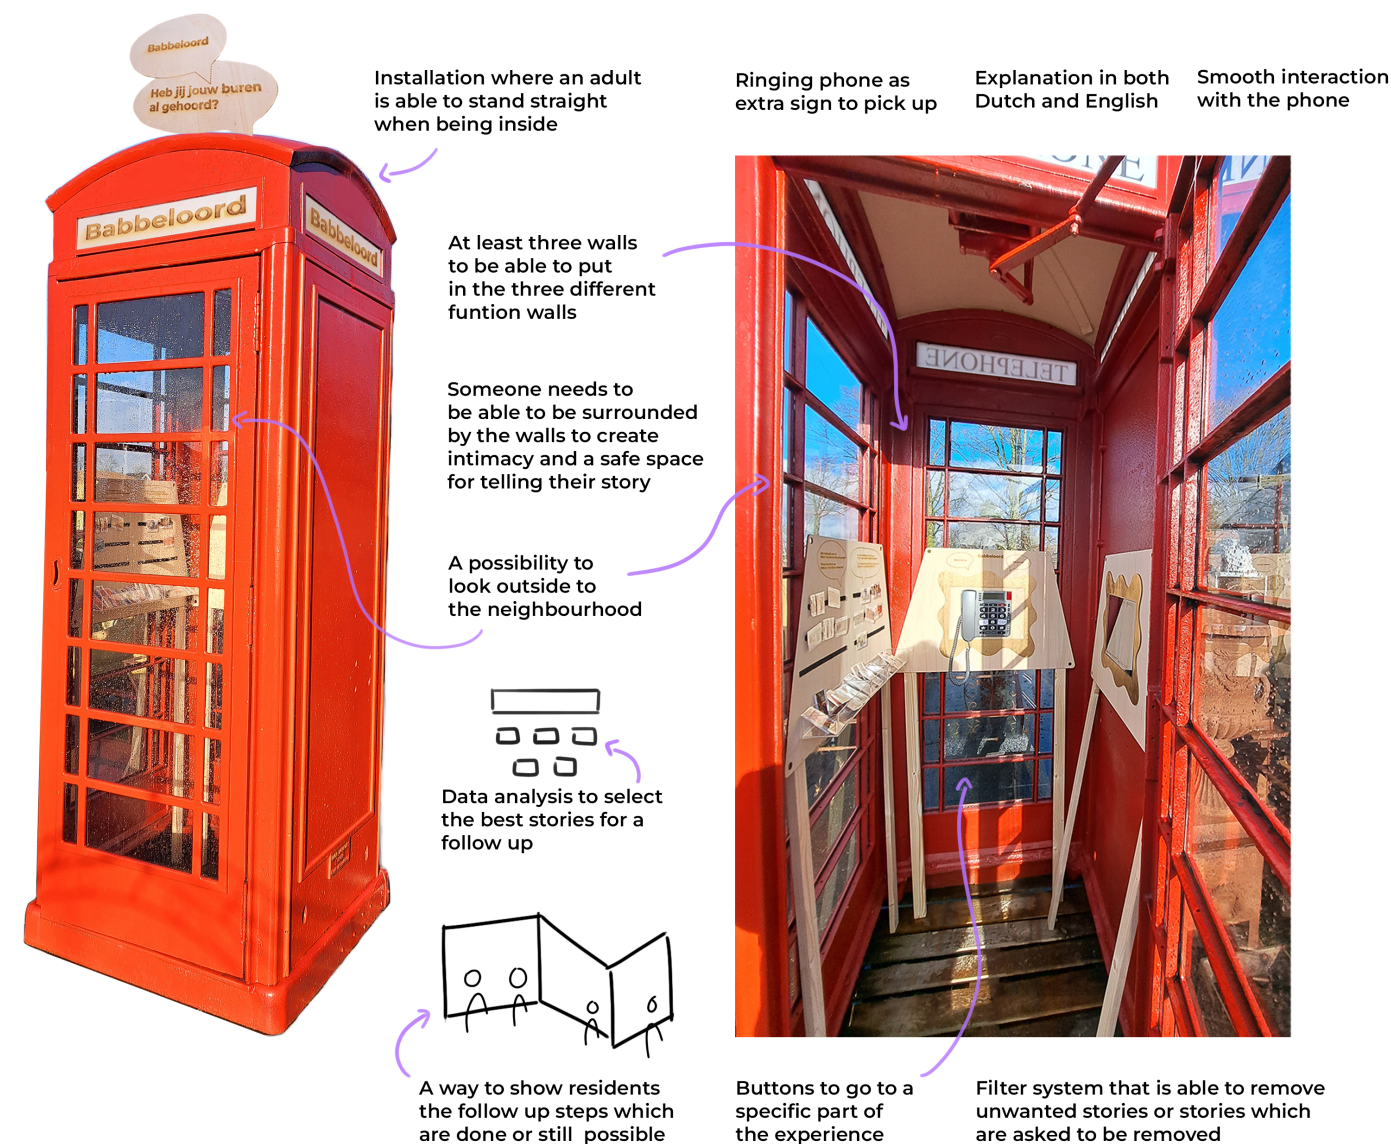 Babbeloord
Heb jij jouw buren
al gehoord?
Babbeloord
Babbeloord
Installation where an adult
is able to stand straight
when being inside
At least three walls
to be able to put
in the three different
funtion walls
Someone needs to
be able to be surrounded
by the walls to create
intimacy and a safe space
for telling their story
A possibility to
look outside to
the neighbourhood
Data analysis to select
the best stories for a
follow up
A way to show residents
the follow up steps which
are done or still possible
Ringing phone as
extra sign to pick up
Explanation in both
Dutch and English
Smooth interaction
with the phone
TELEPHONE
Babbeloord
Buttons to go to a
specific part of
the experience
Filter system that is able to remove
unwanted stories or stories which
are asked to be removed